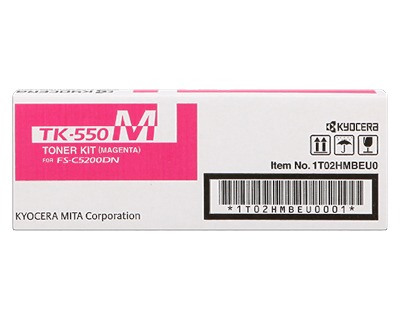 TK-550 M
TONER KIT (MAGENTA)
FOR FS-C5200DN
KYOCERA MITA Corporation
KYOCERA
Item No. 1T02HMBEU0
*1T02HMBEU0001*